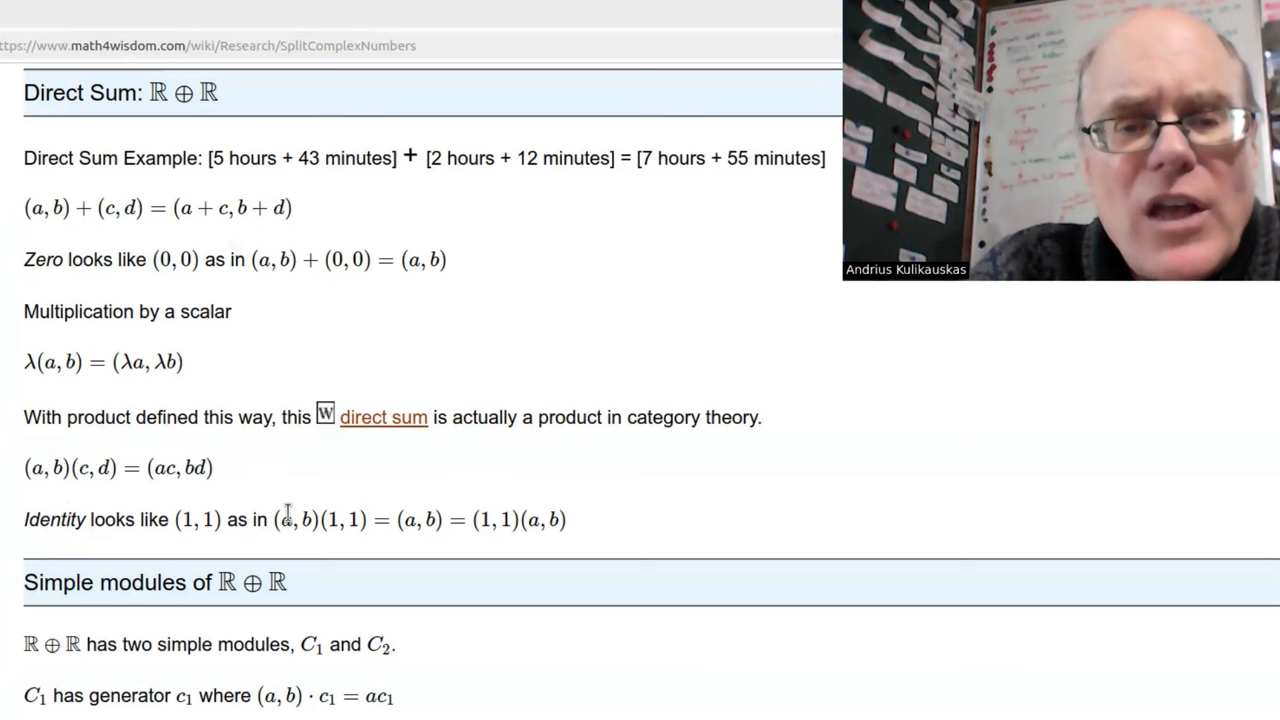 ttps://www.math4wisdom.com/wiki/Research/SplitComplexNumbers
Direct Sum: ℝ ⊕ ℝ
Direct Sum Example: [5 hours + 43 minutes] + [2 hours + 12 minutes] = [7 hours + 55 minutes]
(a, b) + (c, d) = (a + c, b + d)
Zero looks like (0, 0) as in (a, b) + (0, 0) = (a, b)
Multiplication by a scalar
λ(a, b) = (λa, λb)
With product defined this way, this W direct sum is actually a product in category theory.
(a, b)(c, d) = (ac, bd)
Identity looks like (1, 1) as in (a, b)(1, 1) = (a, b) = (1, 1)(a, b)
Simple modules of ℝ ⊕ ℝ
ℝ ⊕ ℝ has two simple modules, C₁ and C₂.
C₁ has generator c₁ where (a, b) · c₁ = ac₁
Andrius Kulikauskas